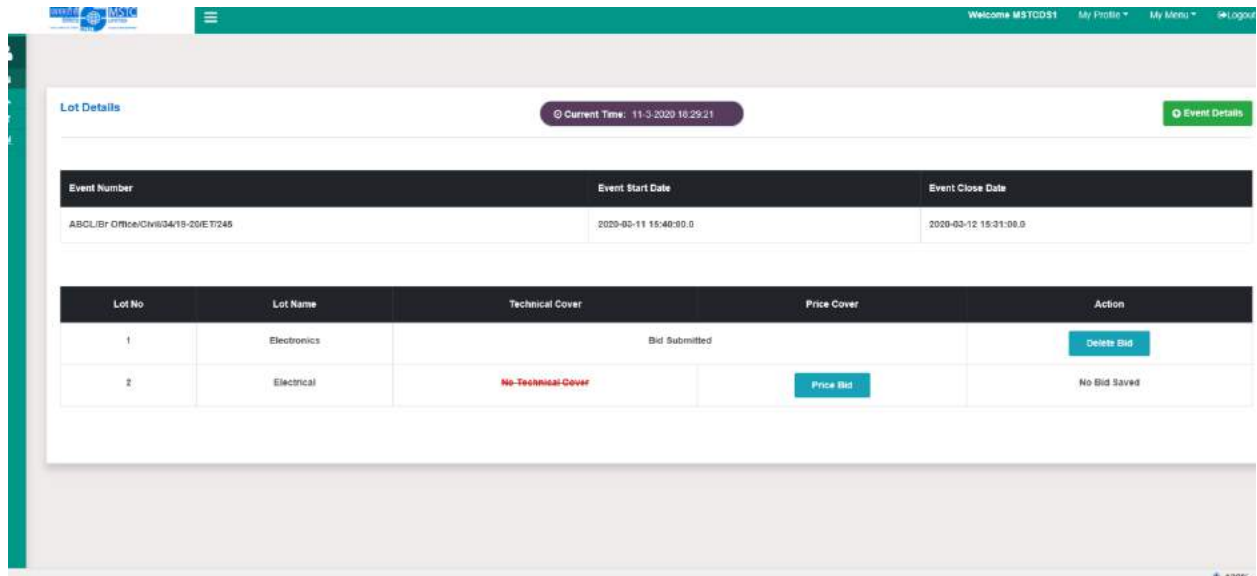 MSTC
Welcome MSTCDS1 My Profile My Menu Logout
Lot Details
Current Time: 11-3-2020 16:29:21
Event Details
Event Number Event Start Date Event Close Date
ABCL/Br Office/Civil/34/19-20/ET/245 2020-03-11 15:40:00.0 2020-03-12 15:31:00.0
Lot No Lot Name Technical Cover Price Cover Action
1 Electronics Bid Submitted Delete Bid
2 Electrical No Technical Cover Price Bid No Bid Saved